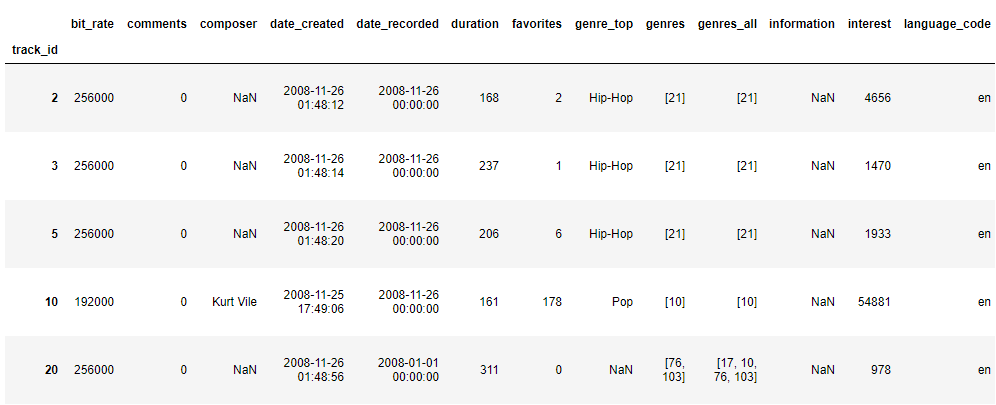 bit_rate comments composer date_created date_recorded duration favorites genre_top genres genres_all information interest language_code
track_id
2 256000 0 NaN 2008-11-26 01:48:12 2008-11-26 00:00:00 168 2 Hip-Hop [21] [21] NaN 4656 en
3 256000 0 NaN 2008-11-26 01:48:14 2008-11-26 00:00:00 237 1 Hip-Hop [21] [21] NaN 1470 en
5 256000 0 NaN 2008-11-26 01:48:20 2008-11-26 00:00:00 206 6 Hip-Hop [21] [21] NaN 1933 en
10 192000 0 Kurt Vile 2008-11-25 17:49:06 2008-11-26 00:00:00 161 178 Pop [10] [10] NaN 54881 en
20 256000 0 NaN 2008-11-26 01:48:56 2008-01-01 00:00:00 311 0 NaN [76, 103] [17, 10, 76, 103] NaN 978 en